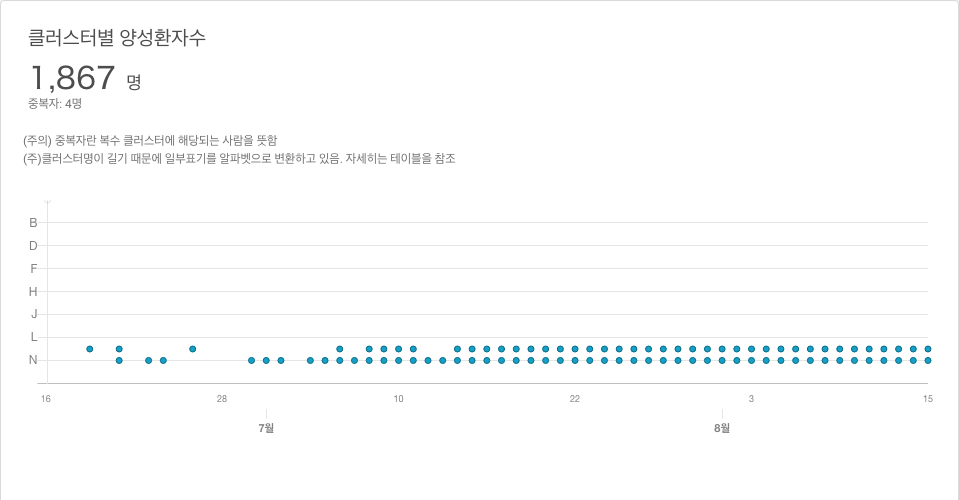 클러스터별 양성환자수
1,867 명
중복자: 4명
(주의) 중복자란 복수 클러스터에 해당되는 사람을 뜻함
(주)클러스터명이 길기 때문에 일부표기를 알파벳으로 변환하고 있음. 자세히는 테이블을 참조
B
D
F
H
J
L
N
16 28 10 22 3 15
7월 8월